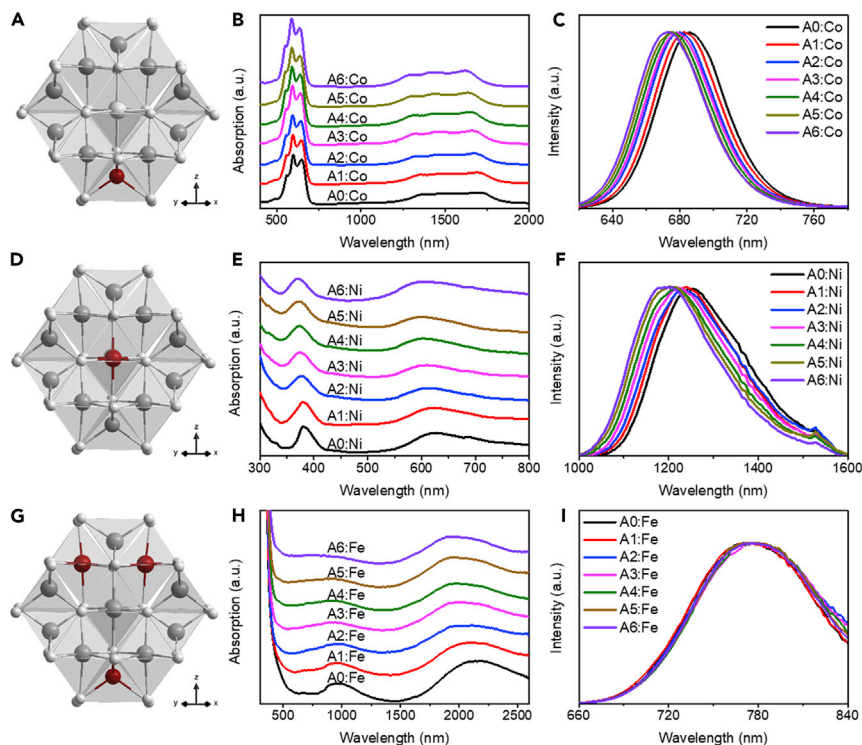 A
z
y x
B
Absorption (a.u.)
A6:Co
A5:Co
A4:Co
A3:Co
A2:Co
A1:Co
A0:Co
500 1000 1500 2000
Wavelength (nm)
C
Intensity (a.u.)
A0:Co
A1:Co
A2:Co
A3:Co
A4:Co
A5:Co
A6:Co
640 680 720 760
Wavelength (nm)
D
z
y x
E
Absorption (a.u.)
A6:Ni
A5:Ni
A4:Ni
A3:Ni
A2:Ni
A1:Ni
A0:Ni
300 400 500 600 700 800
Wavelength (nm)
F
Intensity (a.u.)
A0:Ni
A1:Ni
A2:Ni
A3:Ni
A4:Ni
A5:Ni
A6:Ni
1000 1200 1400 1600
Wavelength (nm)
G
z
y x
H
Absorption (a.u.)
A6:Fe
A5:Fe
A4:Fe
A3:Fe
A2:Fe
A1:Fe
A0:Fe
500 1000 1500 2000 2500
Wavelength (nm)
I
Intensity (a.u.)
A0:Fe
A1:Fe
A2:Fe
A3:Fe
A4:Fe
A5:Fe
A6:Fe
660 720 780 840
Wavelength (nm)